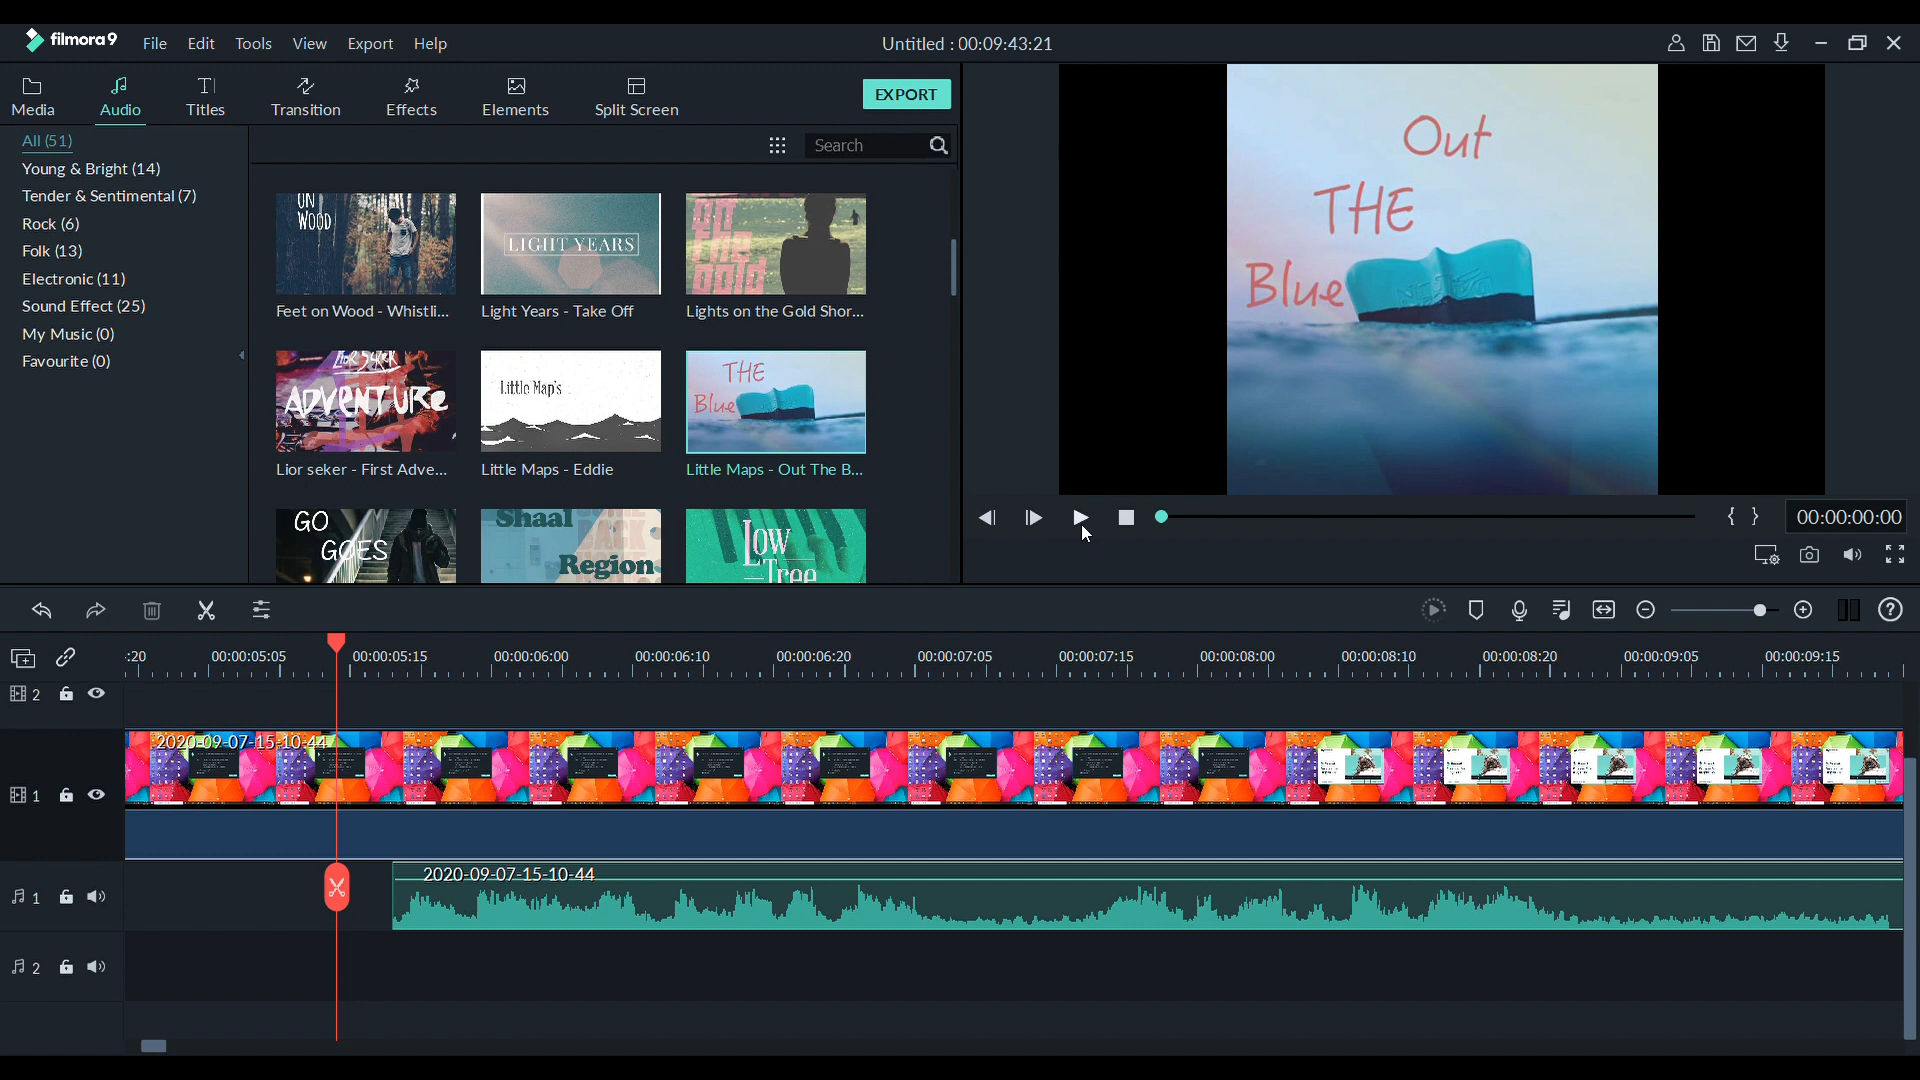 filmora9 File Edit Tools View Export Help Untitled : 00:09:43:21
Media Audio Titles Transition Effects Elements Split Screen EXPORT
All (51)
Young & Bright (14)
Tender & Sentimental (7)
Rock (6)
Folk (13)
Electronic (11)
Sound Effect (25)
My Music (0)
Favourite (0)
Search
ON
WOOD
LIGHT YEARS
on
the
gold
Feet on Wood - Whistli... Light Years - Take Off Lights on the Gold Shor...
Lior Seker
ADVENTURe
Little Map's
THE
Blue
Lior seker - First Adve... Little Maps - Eddie Little Maps - Out The B...
GO
GOES
Shaal
Region
Low
Tree
Out
THE
Blue
{ } 00:00:00:00
:20 00:00:05:05 00:00:05:15 00:00:06:00 00:00:06:10 00:00:06:20 00:00:07:05 00:00:07:15 00:00:08:00 00:00:08:10 00:00:08:20 00:00:09:05 00:00:09:15
2
2020-09-07-15-10-44
1
2020-09-07-15-10-44
1
2